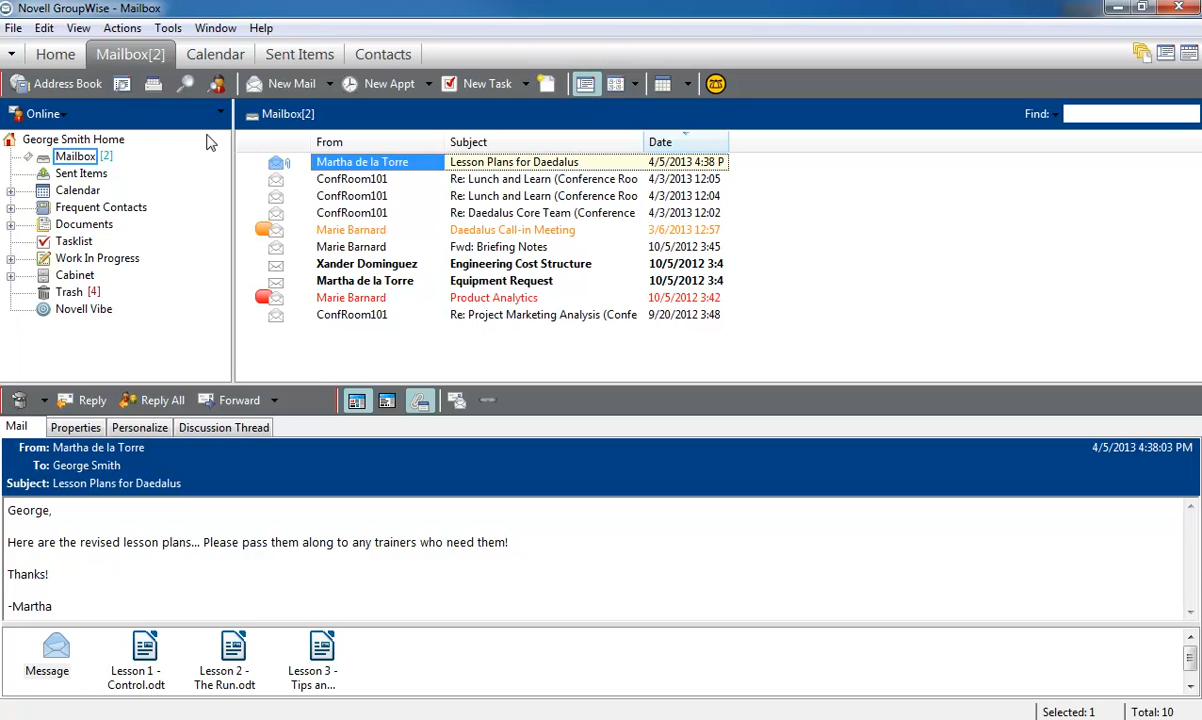 Novell GroupWise - Mailbox
File Edit View Actions Tools Window Help
Home Mailbox[2] Calendar Sent Items Contacts
Address Book New Mail New Appt New Task
Online Mailbox[2] Find:
George Smith Home
Mailbox [2]
Sent Items
Calendar
Frequent Contacts
Documents
Tasklist
Work In Progress
Cabinet
Trash [4]
Novell Vibe
From Subject Date
Martha de la Torre Lesson Plans for Daedalus 4/5/2013 4:38 P
ConfRoom101 Re: Lunch and Learn (Conference Roo 4/3/2013 12:05
ConfRoom101 Re: Lunch and Learn (Conference Roo 4/3/2013 12:04
ConfRoom101 Re: Daedalus Core Team (Conference 4/3/2013 12:02
Marie Barnard Daedalus Call-in Meeting 3/6/2013 12:57
Marie Barnard Fwd: Briefing Notes 10/5/2012 3:45
Xander Dominguez Engineering Cost Structure 10/5/2012 3:4
Martha de la Torre Equipment Request 10/5/2012 3:4
Marie Barnard Product Analytics 10/5/2012 3:42
ConfRoom101 Re: Project Marketing Analysis (Confe 9/20/2012 3:48
Reply Reply All Forward
Mail Properties Personalize Discussion Thread
From: Martha de la Torre 4/5/2013 4:38:03 PM
To: George Smith
Subject: Lesson Plans for Daedalus
George,
Here are the revised lesson plans... Please pass them along to any trainers who need them!
Thanks!
-Martha
Message
Lesson 1 -
Control.odt
Lesson 2 -
The Run.odt
Lesson 3 -
Tips an...
Selected: 1 Total: 10